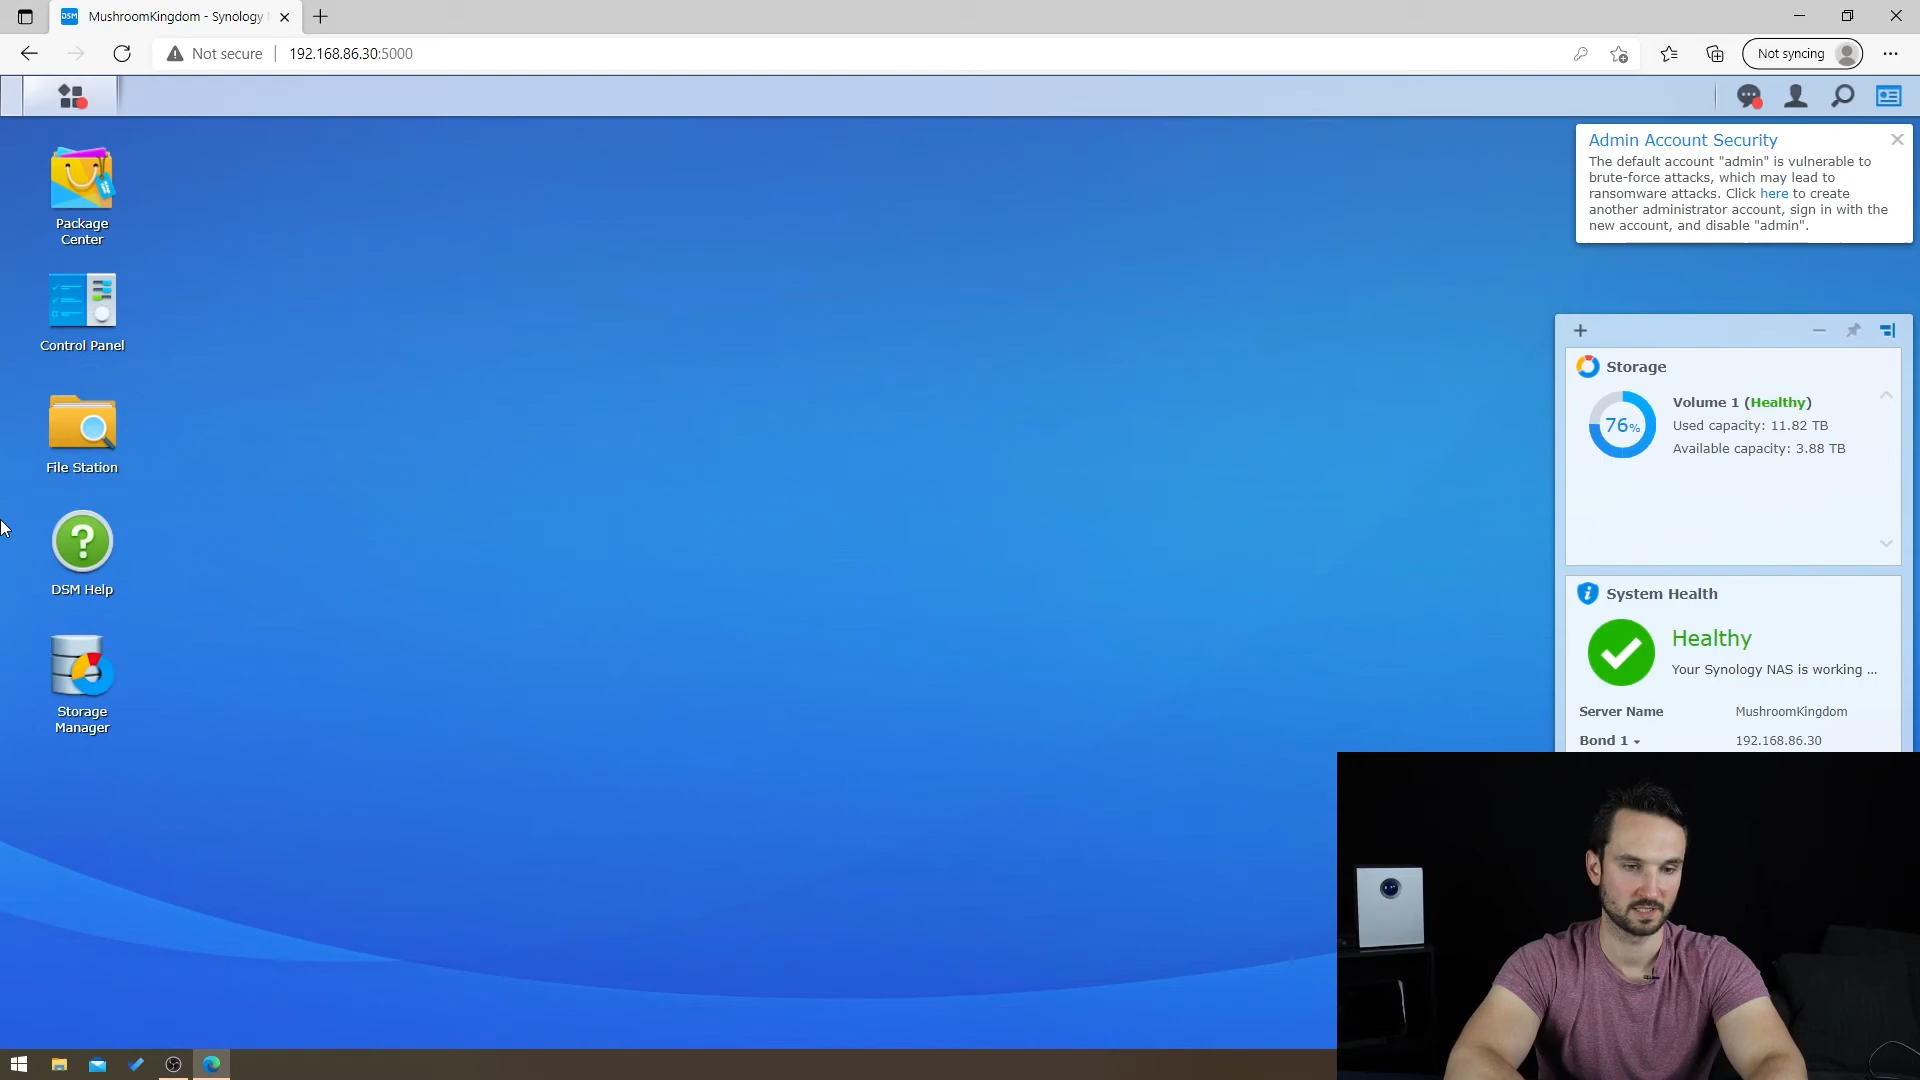 DSM MushroomKingdom - Synology
Not secure
192.168.86.30:5000
Not syncing
Package
Center
Control Panel
File Station
?
DSM Help
Storage
Manager
Admin Account Security
The default account "admin" is vulnerable to
brute-force attacks, which may lead to
ransomware attacks. Click here to create
another administrator account, sign in with the
new account, and disable "admin".
Storage
76%
Volume 1 (Healthy)
Used capacity: 11.82 TB
Available capacity: 3.88 TB
System Health
Healthy
Your Synology NAS is working ...
Server Name MushroomKingdom
Bond 1 192.168.86.30